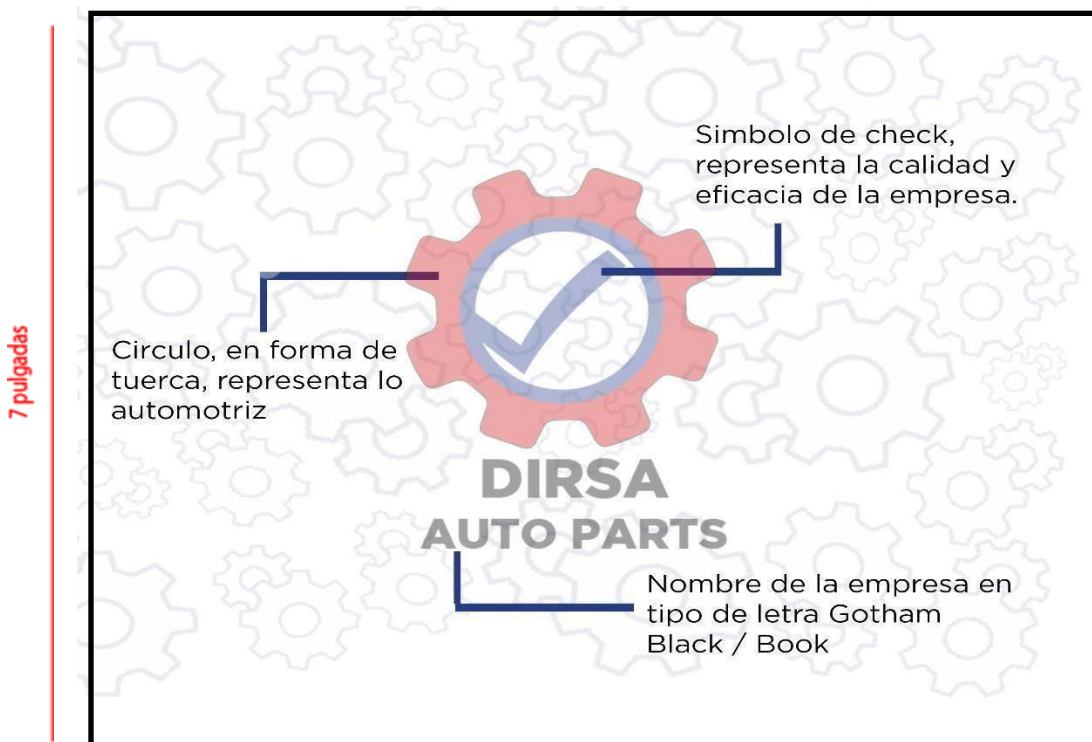 7 pulgadas
Simbolo de check,
representa la calidad y
eficacia de la empresa.
Circulo, en forma de
tuerca, representa lo
automotriz
DIRSA
AUTO PARTS
Nombre de la empresa en
tipo de letra Gotham
Black / Book